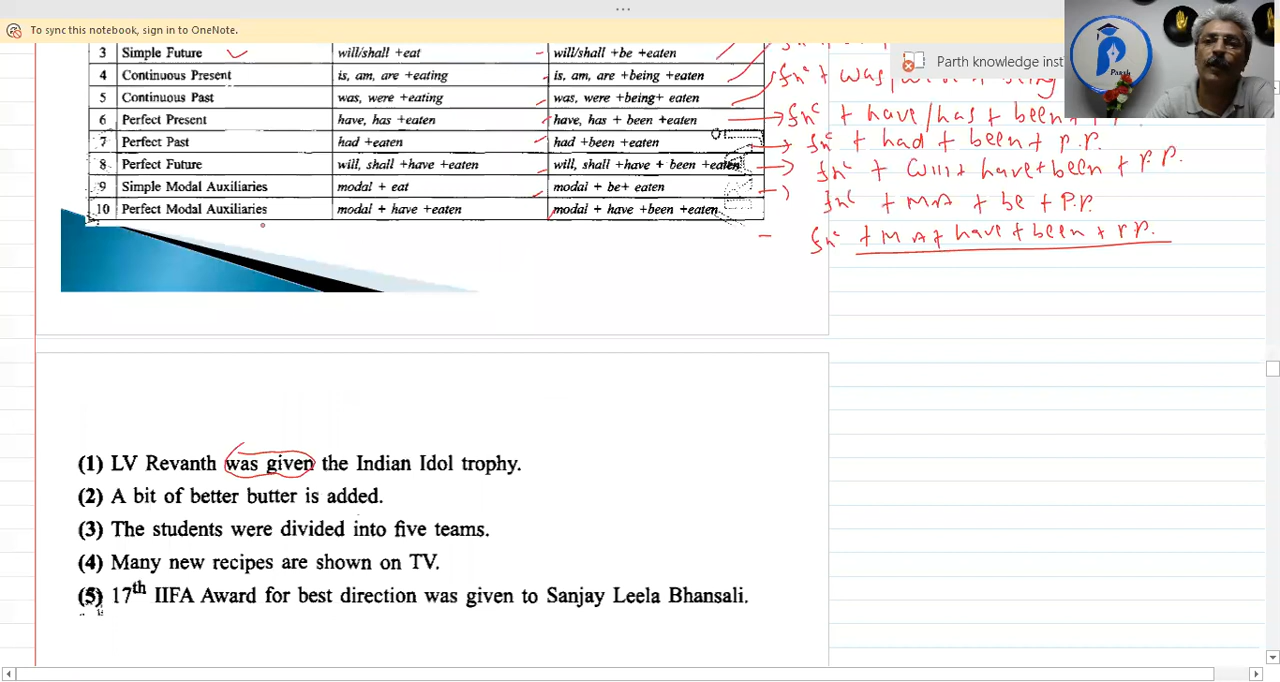 To sync this notebook, sign in to OneNote.
Parth knowledge inst
Parth
3 Simple Future will/shall +eat will/shall +be +eaten
4 Continuous Present is, am, are +eating is, am, are +being +eaten
5 Continuous Past was, were +eating was, were +being+ eaten
6 Perfect Present have, has +eaten have, has + been +eaten
7 Perfect Past had +eaten had +been +eaten
8 Perfect Future will, shall +have +eaten will, shall +have + been +eaten
9 Simple Modal Auxiliaries modal + eat modal + be+ eaten
10 Perfect Modal Auxiliaries modal + have +eaten modal + have +been +eaten
+ have/has + been +
+ had + been + P.P.
+ will + have + been + P.P.
+ MA + be + P.P.
+ MA + have + been + P.P.
(1) LV Revanth was given the Indian Idol trophy.
(2) A bit of better butter is added.
(3) The students were divided into five teams.
(4) Many new recipes are shown on TV.
(5) 17th IIFA Award for best direction was given to Sanjay Leela Bhansali.